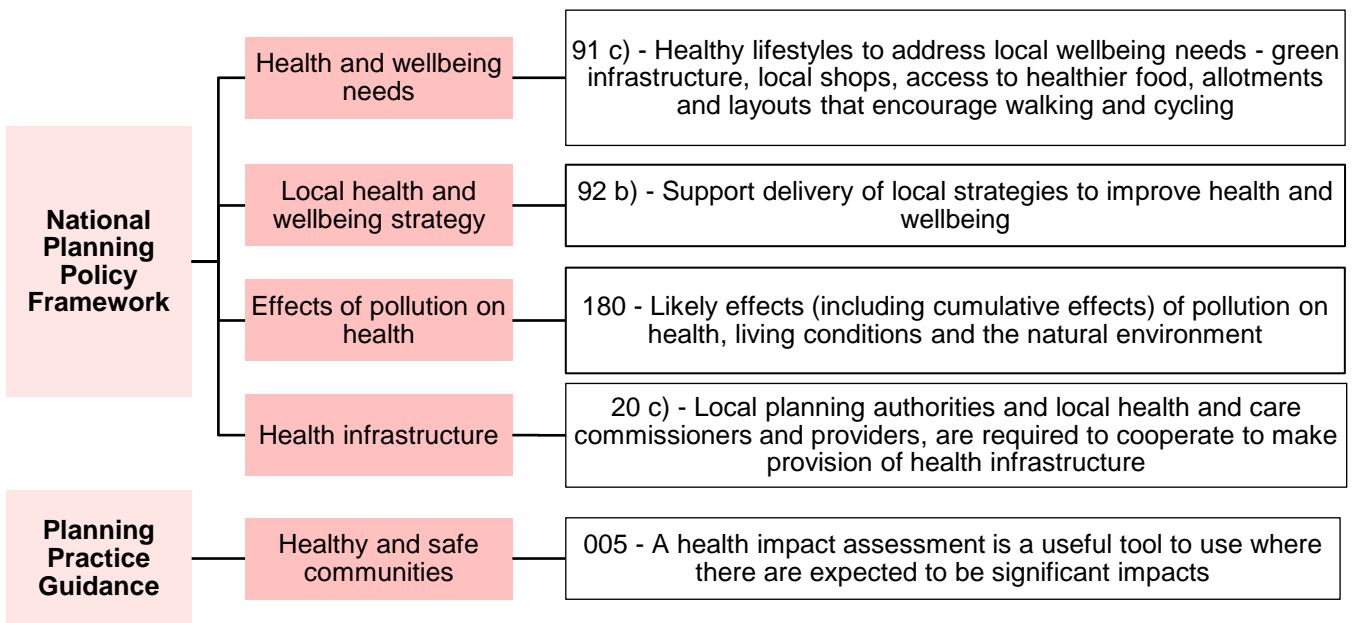 Health and wellbeing
needs
91 c) - Healthy lifestyles to address local wellbeing needs - green
infrastructure, local shops, access to healthier food, allotments
and layouts that encourage walking and cycling
National
Planning
Policy
Framework
Local health and
wellbeing strategy
92 b) - Support delivery of local strategies to improve health and
wellbeing
Effects of pollution on
health
180 - Likely effects (including cumulative effects) of pollution on
health, living conditions and the natural environment
Health infrastructure
20 c) - Local planning authorities and local health and care
commissioners and providers, are required to cooperate to make
provision of health infrastructure
Planning
Practice
Guidance
Healthy and safe
communities
005 - A health impact assessment is a useful tool to use where
there are expected to be significant impacts